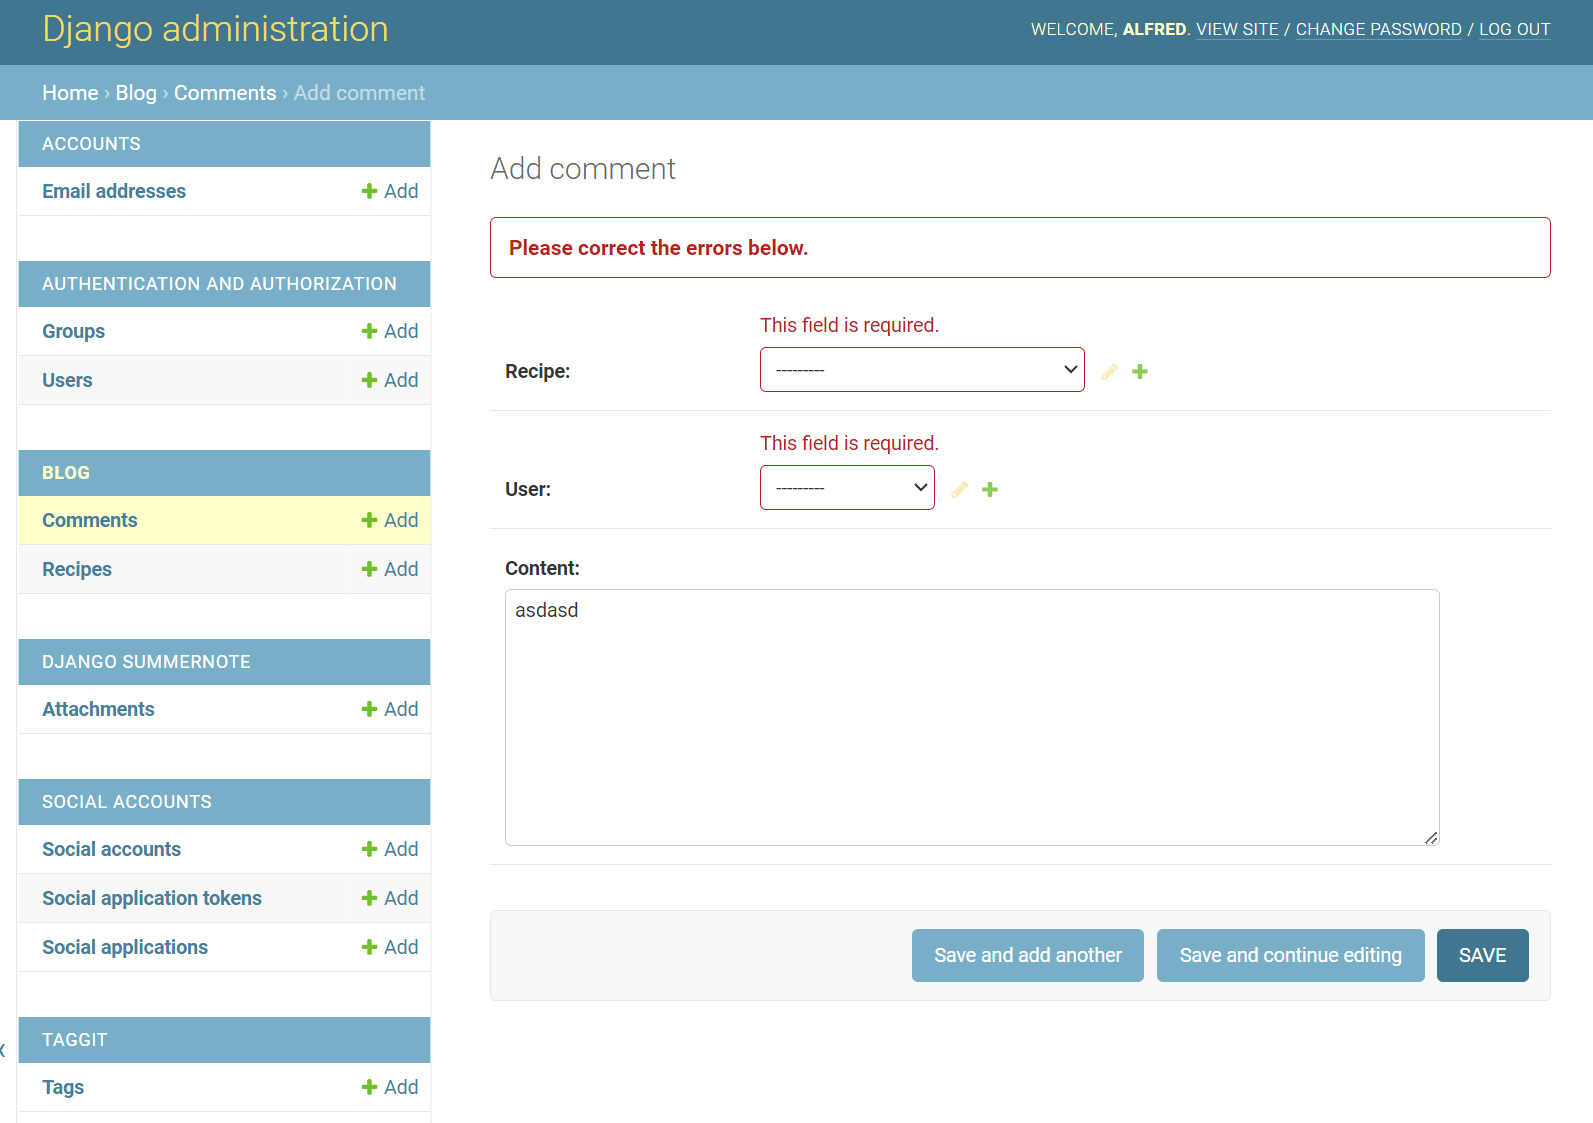 Django administration
WELCOME, ALFRED. VIEW SITE / CHANGE PASSWORD / LOG OUT
Home › Blog › Comments › Add comment
ACCOUNTS
Email addresses
Add
AUTHENTICATION AND AUTHORIZATION
Groups
Add
Users
Add
BLOG
Comments
Add
Recipes
Add
DJANGO SUMMERNOTE
Attachments
Add
SOCIAL ACCOUNTS
Social accounts
Add
Social application tokens
Add
Social applications
Add
TAGGIT
Tags
Add
Add comment
Please correct the errors below.
This field is required.
Recipe:
---------
This field is required.
User:
---------
Content:
asdasd
Save and add another
Save and continue editing
SAVE